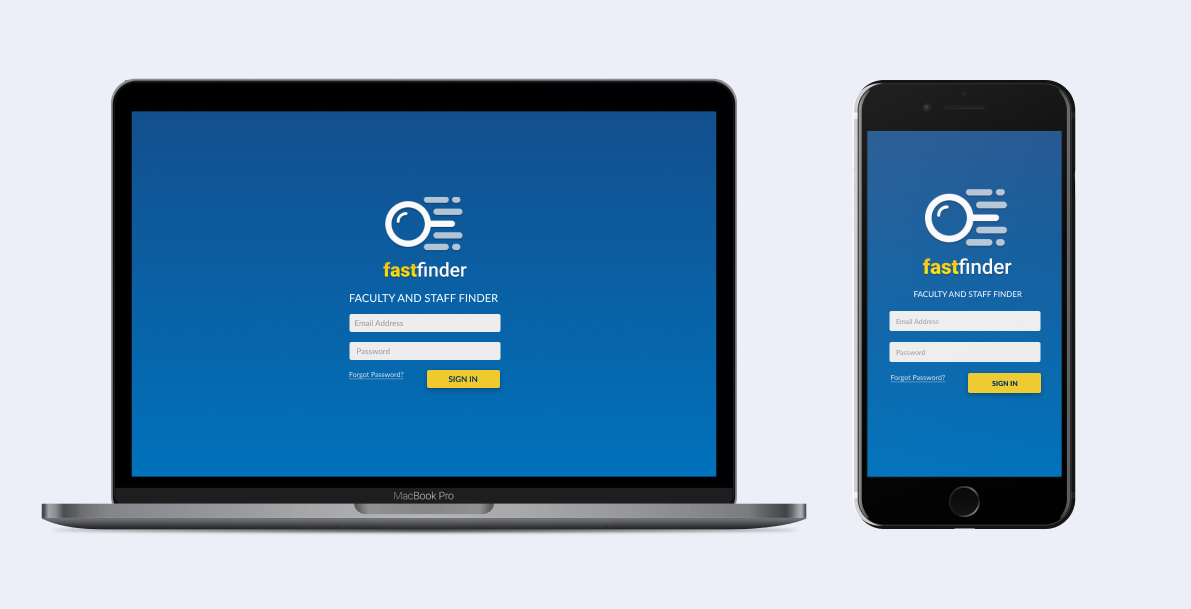 fastfinder
FACULTY AND STAFF FINDER
Email Address
Password
Forgot Password?
SIGN IN
MacBook Pro
fastfinder
FACULTY AND STAFF FINDER
Email Address
Password
Forgot Password?
SIGN IN